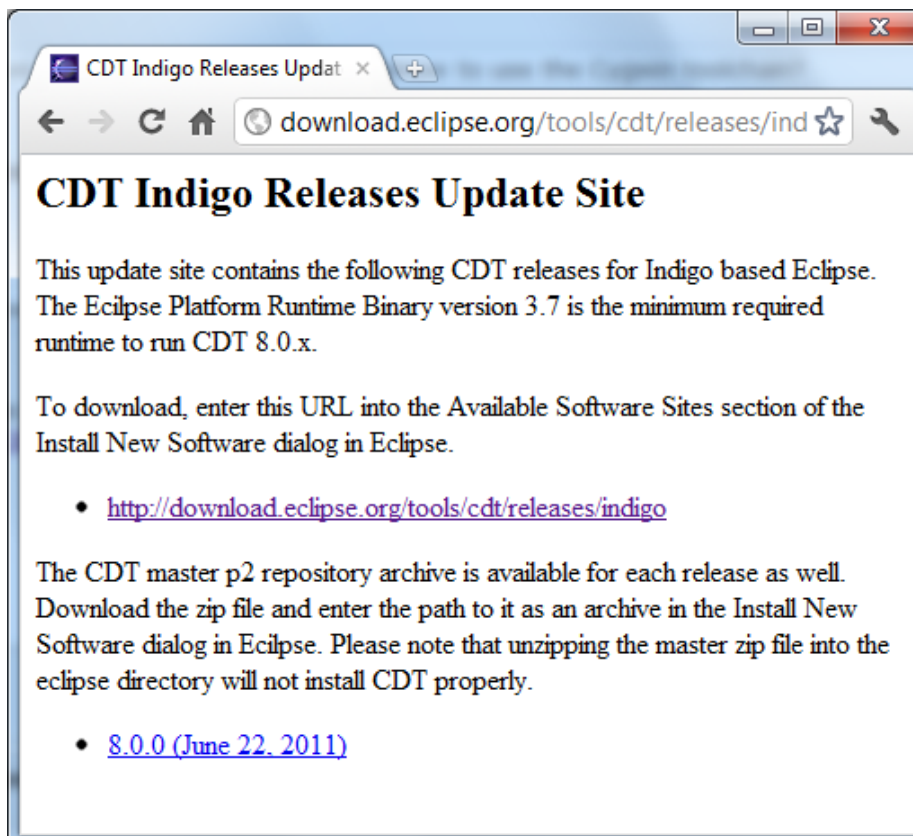 CDT Indigo Releases Updat
download.eclipse.org/tools/cdt/releases/ind
CDT Indigo Releases Update Site
This update site contains the following CDT releases for Indigo based Eclipse.
The Ecilpse Platform Runtime Binary version 3.7 is the minimum required
runtime to run CDT 8.0.x.
To download, enter this URL into the Available Software Sites section of the
Install New Software dialog in Eclipse.
• http://download.eclipse.org/tools/cdt/releases/indigo
The CDT master p2 repository archive is available for each release as well.
Download the zip file and enter the path to it as an archive in the Install New
Software dialog in Ecilpse. Please note that unzipping the master zip file into the
eclipse directory will not install CDT properly.
• 8.0.0 (June 22, 2011)